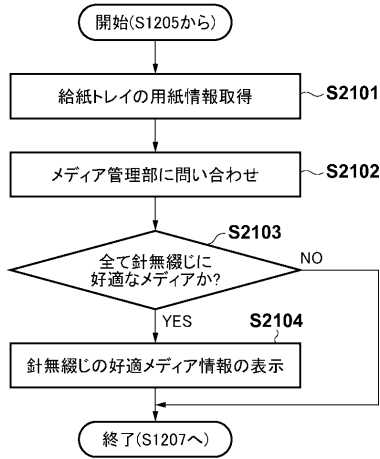 開始(S1205から)
給紙トレイの用紙情報取得
S2101
メディア管理部に問い合わせ
S2102
S2103
全て針無綴じに
好適なメディアか?
NO
YES
S2104
針無綴じの好適メディア情報の表示
終了(S1207へ)